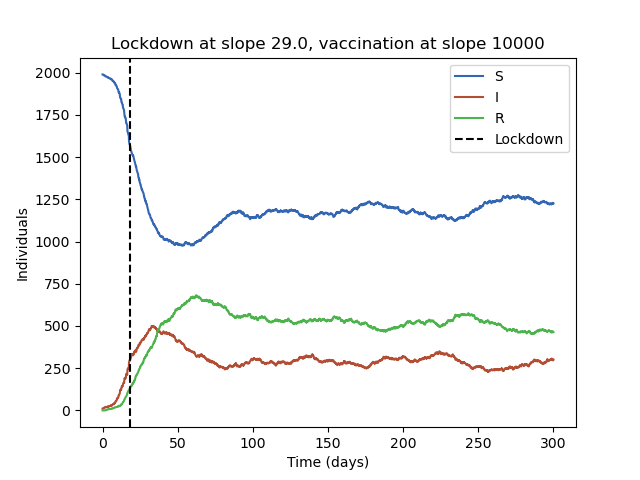 Lockdown at slope 29.0, vaccination at slope 10000
S
I
R
Lockdown
2000
1750
1500
1250
1000
750
500
250
0
Individuals
0 50 100 150 200 250 300
Time (days)